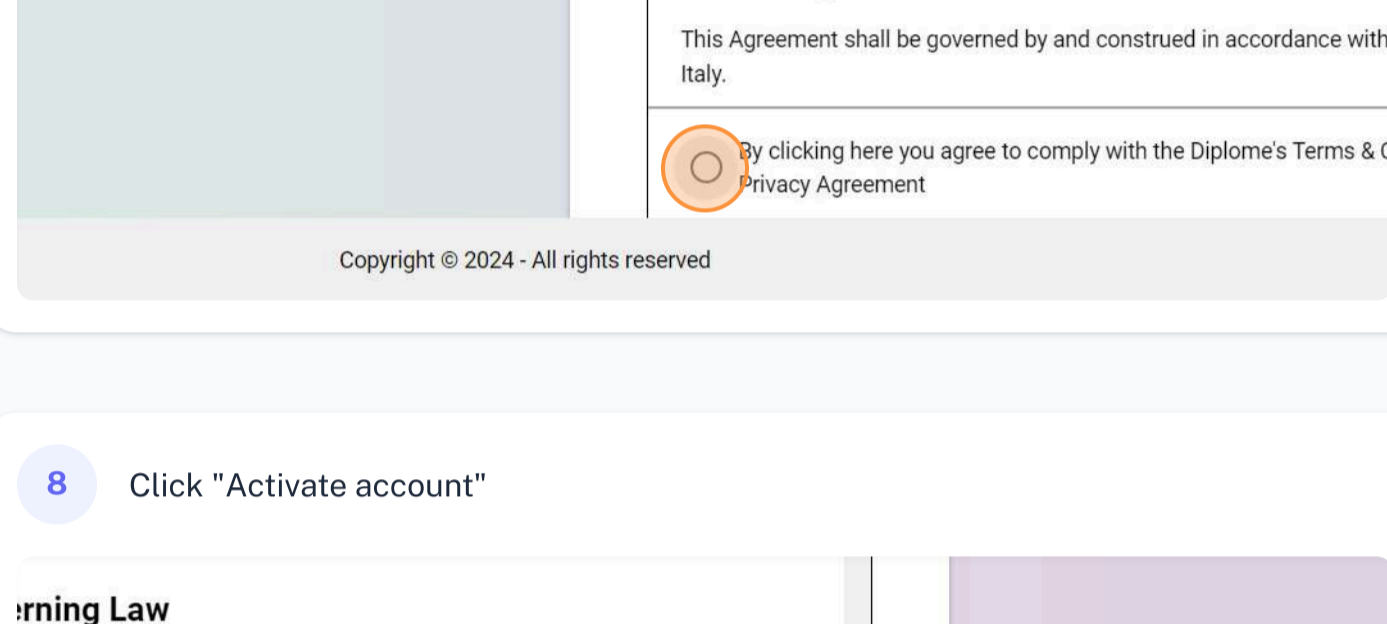 This Agreement shall be governed by and construed in accordance with
Italy.
By clicking here you agree to comply with the Diplome's Terms &
Privacy Agreement
Copyright © 2024 - All rights reserved
8
Click "Activate account"
erning Law